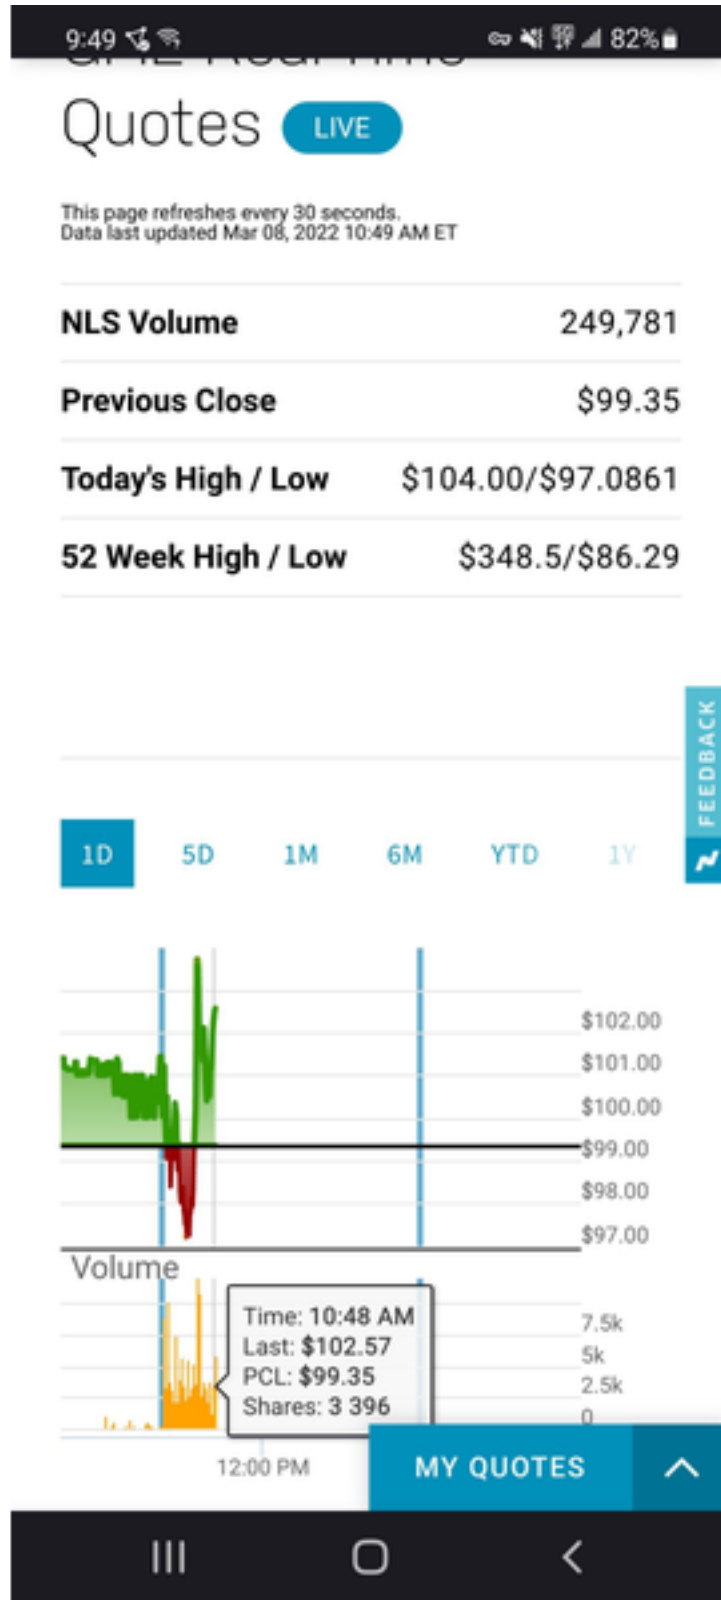 9:49
82%
Quotes LIVE
This page refreshes every 30 seconds.
Data last updated Mar 08, 2022 10:49 AM ET
NLS Volume 249,781
Previous Close $99.35
Today's High / Low $104.00/$97.0861
52 Week High / Low $348.5/$86.29
FEEDBACK
1D 5D 1M 6M YTD 1Y
$102.00
$101.00
$100.00
$99.00
$98.00
$97.00
Volume
Time: 10:48 AM
Last: $102.57
PCL: $99.35
Shares: 3 396
7.5k
5k
2.5k
0
12:00 PM
MY QUOTES